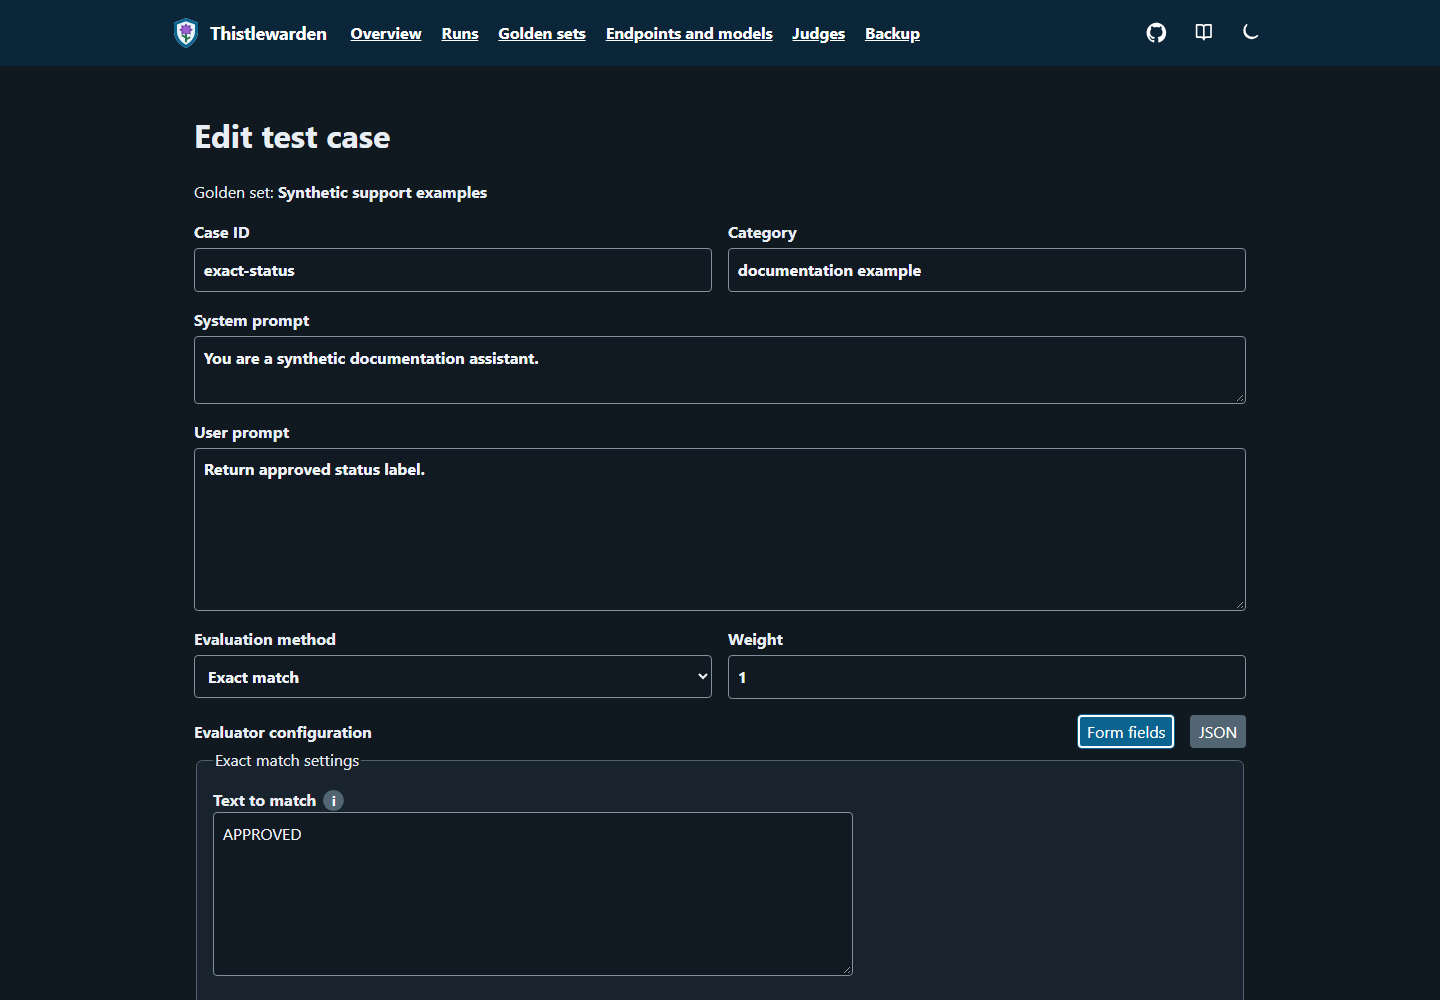 Thistlewarden Overview Runs Golden sets Endpoints and models Judges Backup
Edit test case
Golden set: Synthetic support examples
Case ID Category
exact-status documentation example
System prompt
You are a synthetic documentation assistant.
User prompt
Return approved status label.
Evaluation method Weight
Exact match 1
Evaluator configuration Form fields JSON
Exact match settings
Text to match i
APPROVED